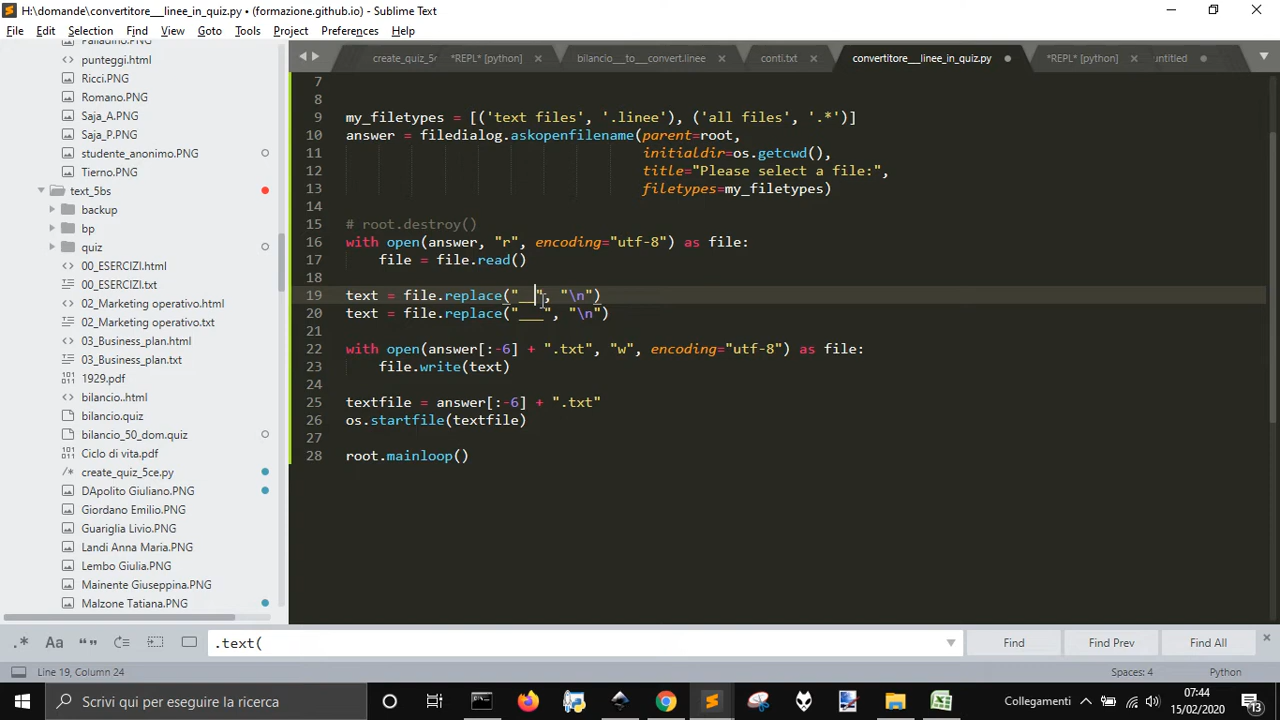 H:\domande\convertitore___linee_in_quiz.py • (formazione.github.io) - Sublime Text
File Edit Selection Find View Goto Tools Project Preferences Help
create_quiz_5c *REPL* [python] bilancio__to__convert.linee conti.txt convertitore__linee_in_quiz.py *REPL* [python] untitled
Palladino.PNG
punteggi.html
Ricci.PNG
Romano.PNG
Saja_A.PNG
Saja_P.PNG
studente_anonimo.PNG
Tierno.PNG
text_5bs
backup
bp
quiz
00_ESERCIZI.html
00_ESERCIZI.txt
02_Marketing operativo.html
02_Marketing operativo.txt
03_Business_plan.html
03_Business_plan.txt
1929.pdf
bilancio..html
bilancio.quiz
bilancio_50_dom.quiz
Ciclo di vita.pdf
create_quiz_5ce.py
DApolito Giuliano.PNG
Giordano Emilio.PNG
Guariglia Livio.PNG
Landi Anna Maria.PNG
Lembo Giulia.PNG
Mainente Giuseppina.PNG
Malzone Tatiana.PNG
7
8
9 my_filetypes = [('text files', '.linee), ('all files', '.*')]
10 answer = filedialog.askopenfilename(parent=root,
11 initialdir=os.getcwd(),
12 title="Please select a file:",
13 filetypes=my_filetypes)
14
15 # root.destroy()
16 with open(answer, "r", encoding="utf-8") as file:
17 file = file.read()
18
19 text = file.replace("__", "\n")
20 text = file.replace("___", "\n")
21
22 with open(answer[:-6] + ".txt", "w", encoding="utf-8") as file:
23 file.write(text)
24
25 textfile = answer[:-6] + ".txt"
26 os.startfile(textfile)
27
28 root.mainloop()
.* Aa “” .text( Find Find Prev Find All
Line 19, Column 24 Spaces: 4 Python
Scrivi qui per eseguire la ricerca Collegamenti 07:44
15/02/2020 13